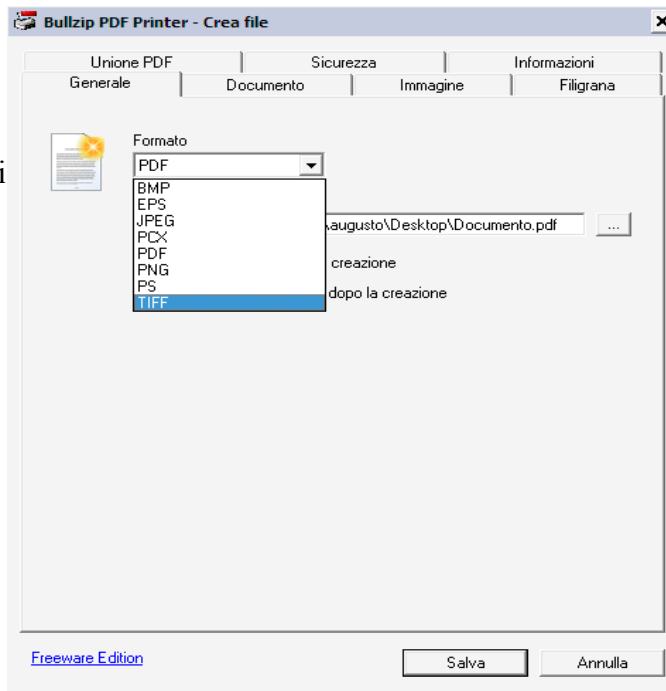 Bullzip PDF Printer - Crea file
Unione PDF Sicurezza Informazioni
Generale Documento Immagine Filigrana
Formato
i
PDF
BMP
EPS
JPEG
PCX
PDF
PNG
PS
TIFF
\augusto\Desktop\Documento.pdf ...
creazione
dopo la creazione
Freeware Edition Salva Annulla